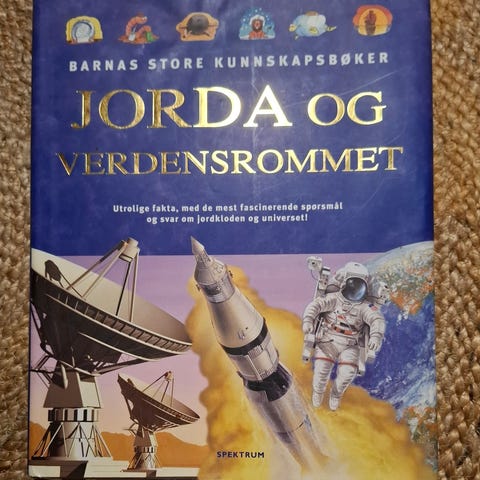 BARNAS STORE KUNNSKAPSBØKER
JORDA OG
VERDENSROMMET
Utrolige fakta, med de mest fascinerende spørsmål
og svar om jordkloden og universet!
SPEKTRUM